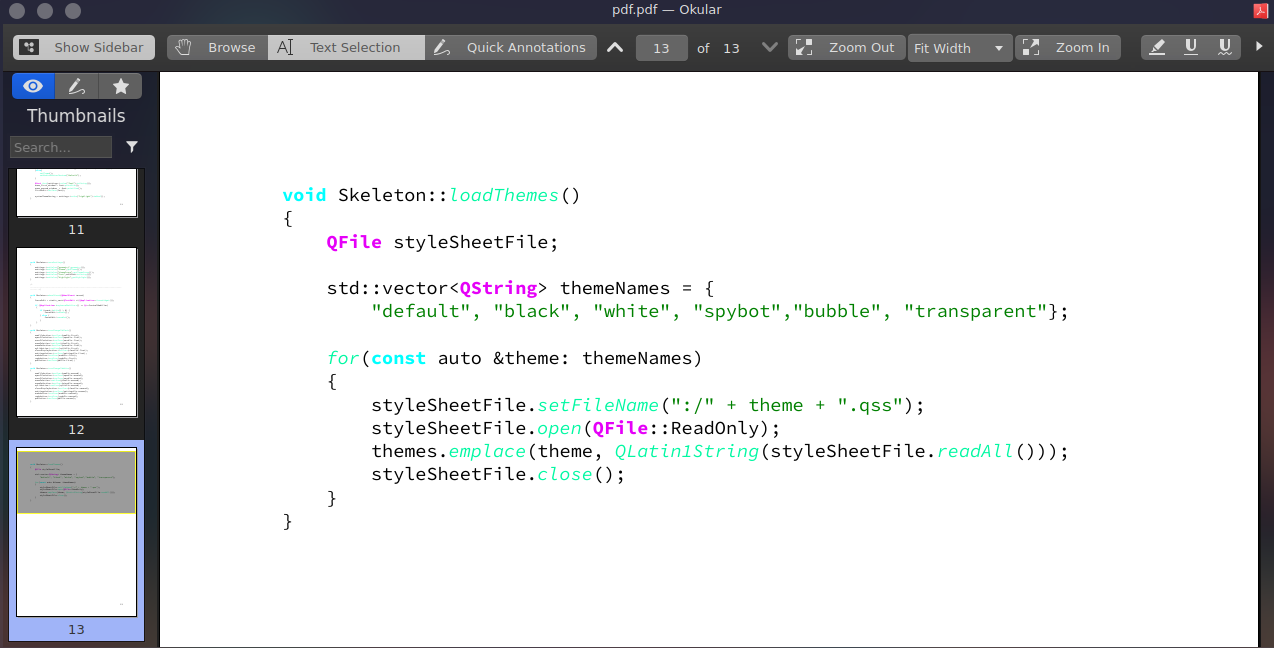 pdf.pdf — Okular
Show Sidebar Browse Text Selection Quick Annotations 13 of 13 Zoom Out Fit Width Zoom In
Thumbnails
Search...
11
12
13
void Skeleton::loadThemes()
{
    QFile styleSheetFile;
    std::vector<QString> themeNames = {
        "default", "black", "white", "spybot","bubble", "transparent"};
    for(const auto &theme: themeNames)
    {
        styleSheetFile.setFileName(":/" + theme + ".qss");
        styleSheetFile.open(QFile::ReadOnly);
        themes.emplace(theme, QLatin1String(styleSheetFile.readAll()));
        styleSheetFile.close();
    }
}